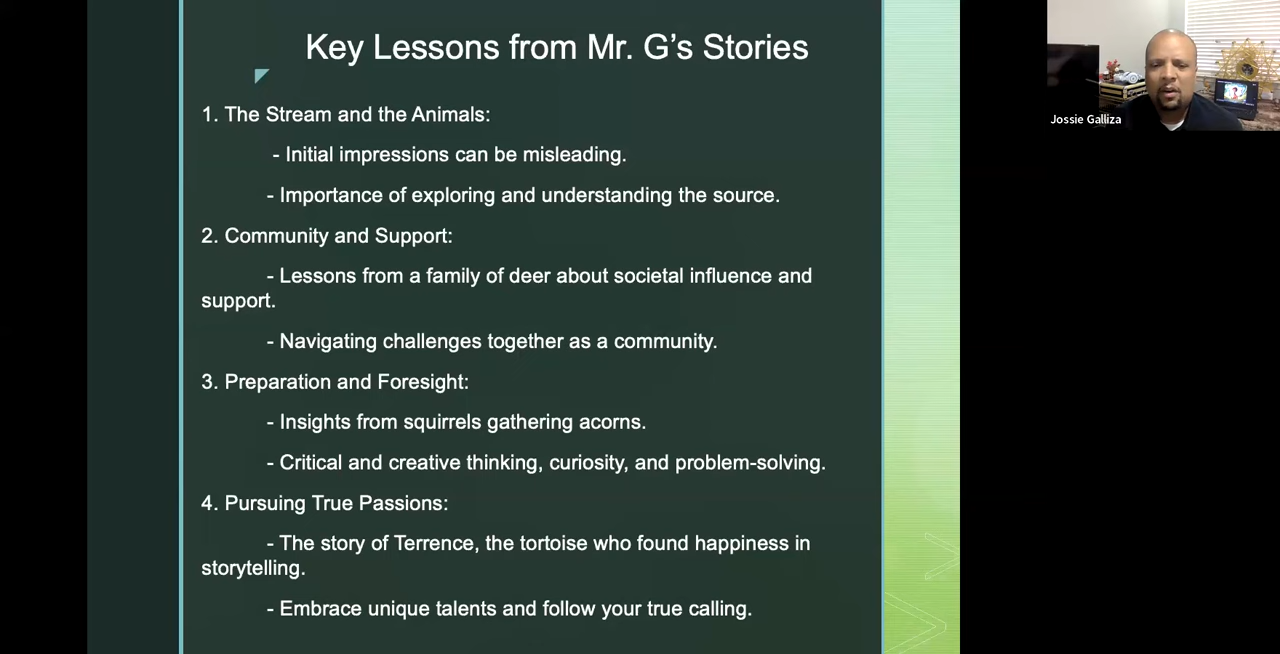 Key Lessons from Mr. G’s Stories
1. The Stream and the Animals:
- Initial impressions can be misleading.
- Importance of exploring and understanding the source.
2. Community and Support:
- Lessons from a family of deer about societal influence and
support.
- Navigating challenges together as a community.
3. Preparation and Foresight:
- Insights from squirrels gathering acorns.
- Critical and creative thinking, curiosity, and problem-solving.
4. Pursuing True Passions:
- The story of Terrence, the tortoise who found happiness in
storytelling.
- Embrace unique talents and follow your true calling.
Jossie Galliza